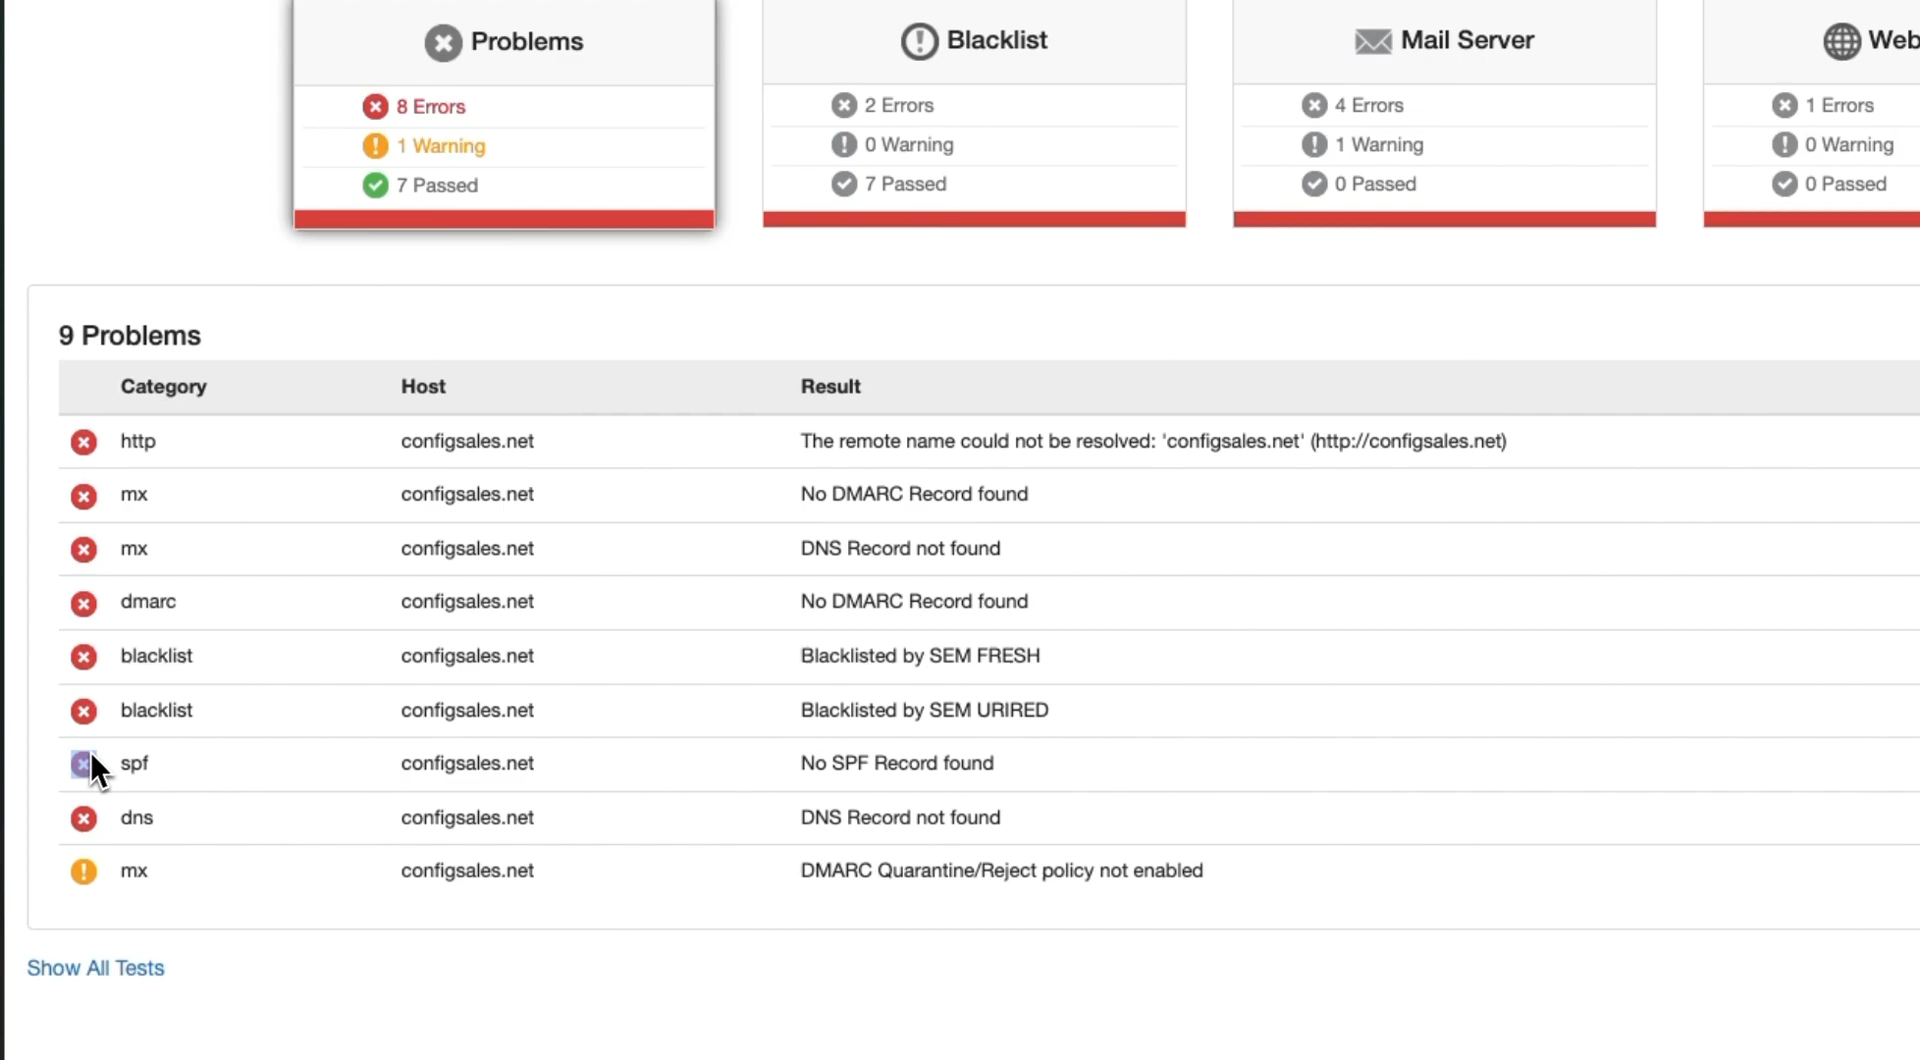 Problems
8 Errors
1 Warning
7 Passed
Blacklist
2 Errors
0 Warning
7 Passed
Mail Server
4 Errors
1 Warning
0 Passed
Web
1 Errors
0 Warning
0 Passed
9 Problems
Category Host Result
http configsales.net The remote name could not be resolved: 'configsales.net' (http://configsales.net)
mx configsales.net No DMARC Record found
mx configsales.net DNS Record not found
dmarc configsales.net No DMARC Record found
blacklist configsales.net Blacklisted by SEM FRESH
blacklist configsales.net Blacklisted by SEM URIRED
spf configsales.net No SPF Record found
dns configsales.net DNS Record not found
mx configsales.net DMARC Quarantine/Reject policy not enabled
Show All Tests